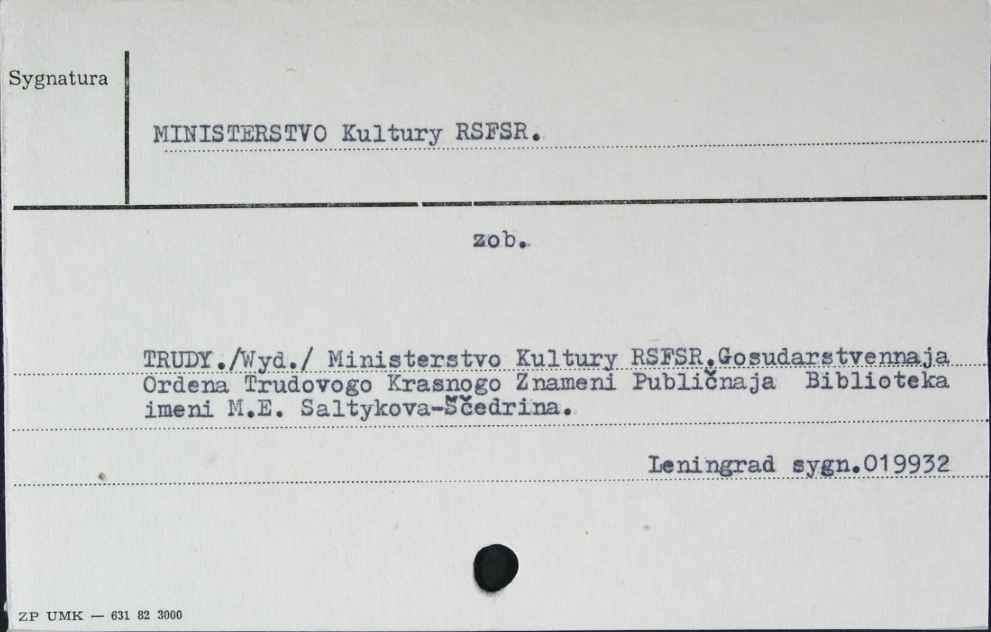 Sygnatura
MINISTERSTVO Kultury RSFSR.
zob.
TRUDY./Wyd./ Ministerstvo Kultury RSFSR.Gosudarstvennaja
Ordena Trudovogo Krasnogo Znameni Publičnaja Biblioteka
imeni M.E. Saltykova-Ščedrina.
Leningrad sygn.019932
ZP UMK — 631 82 3000